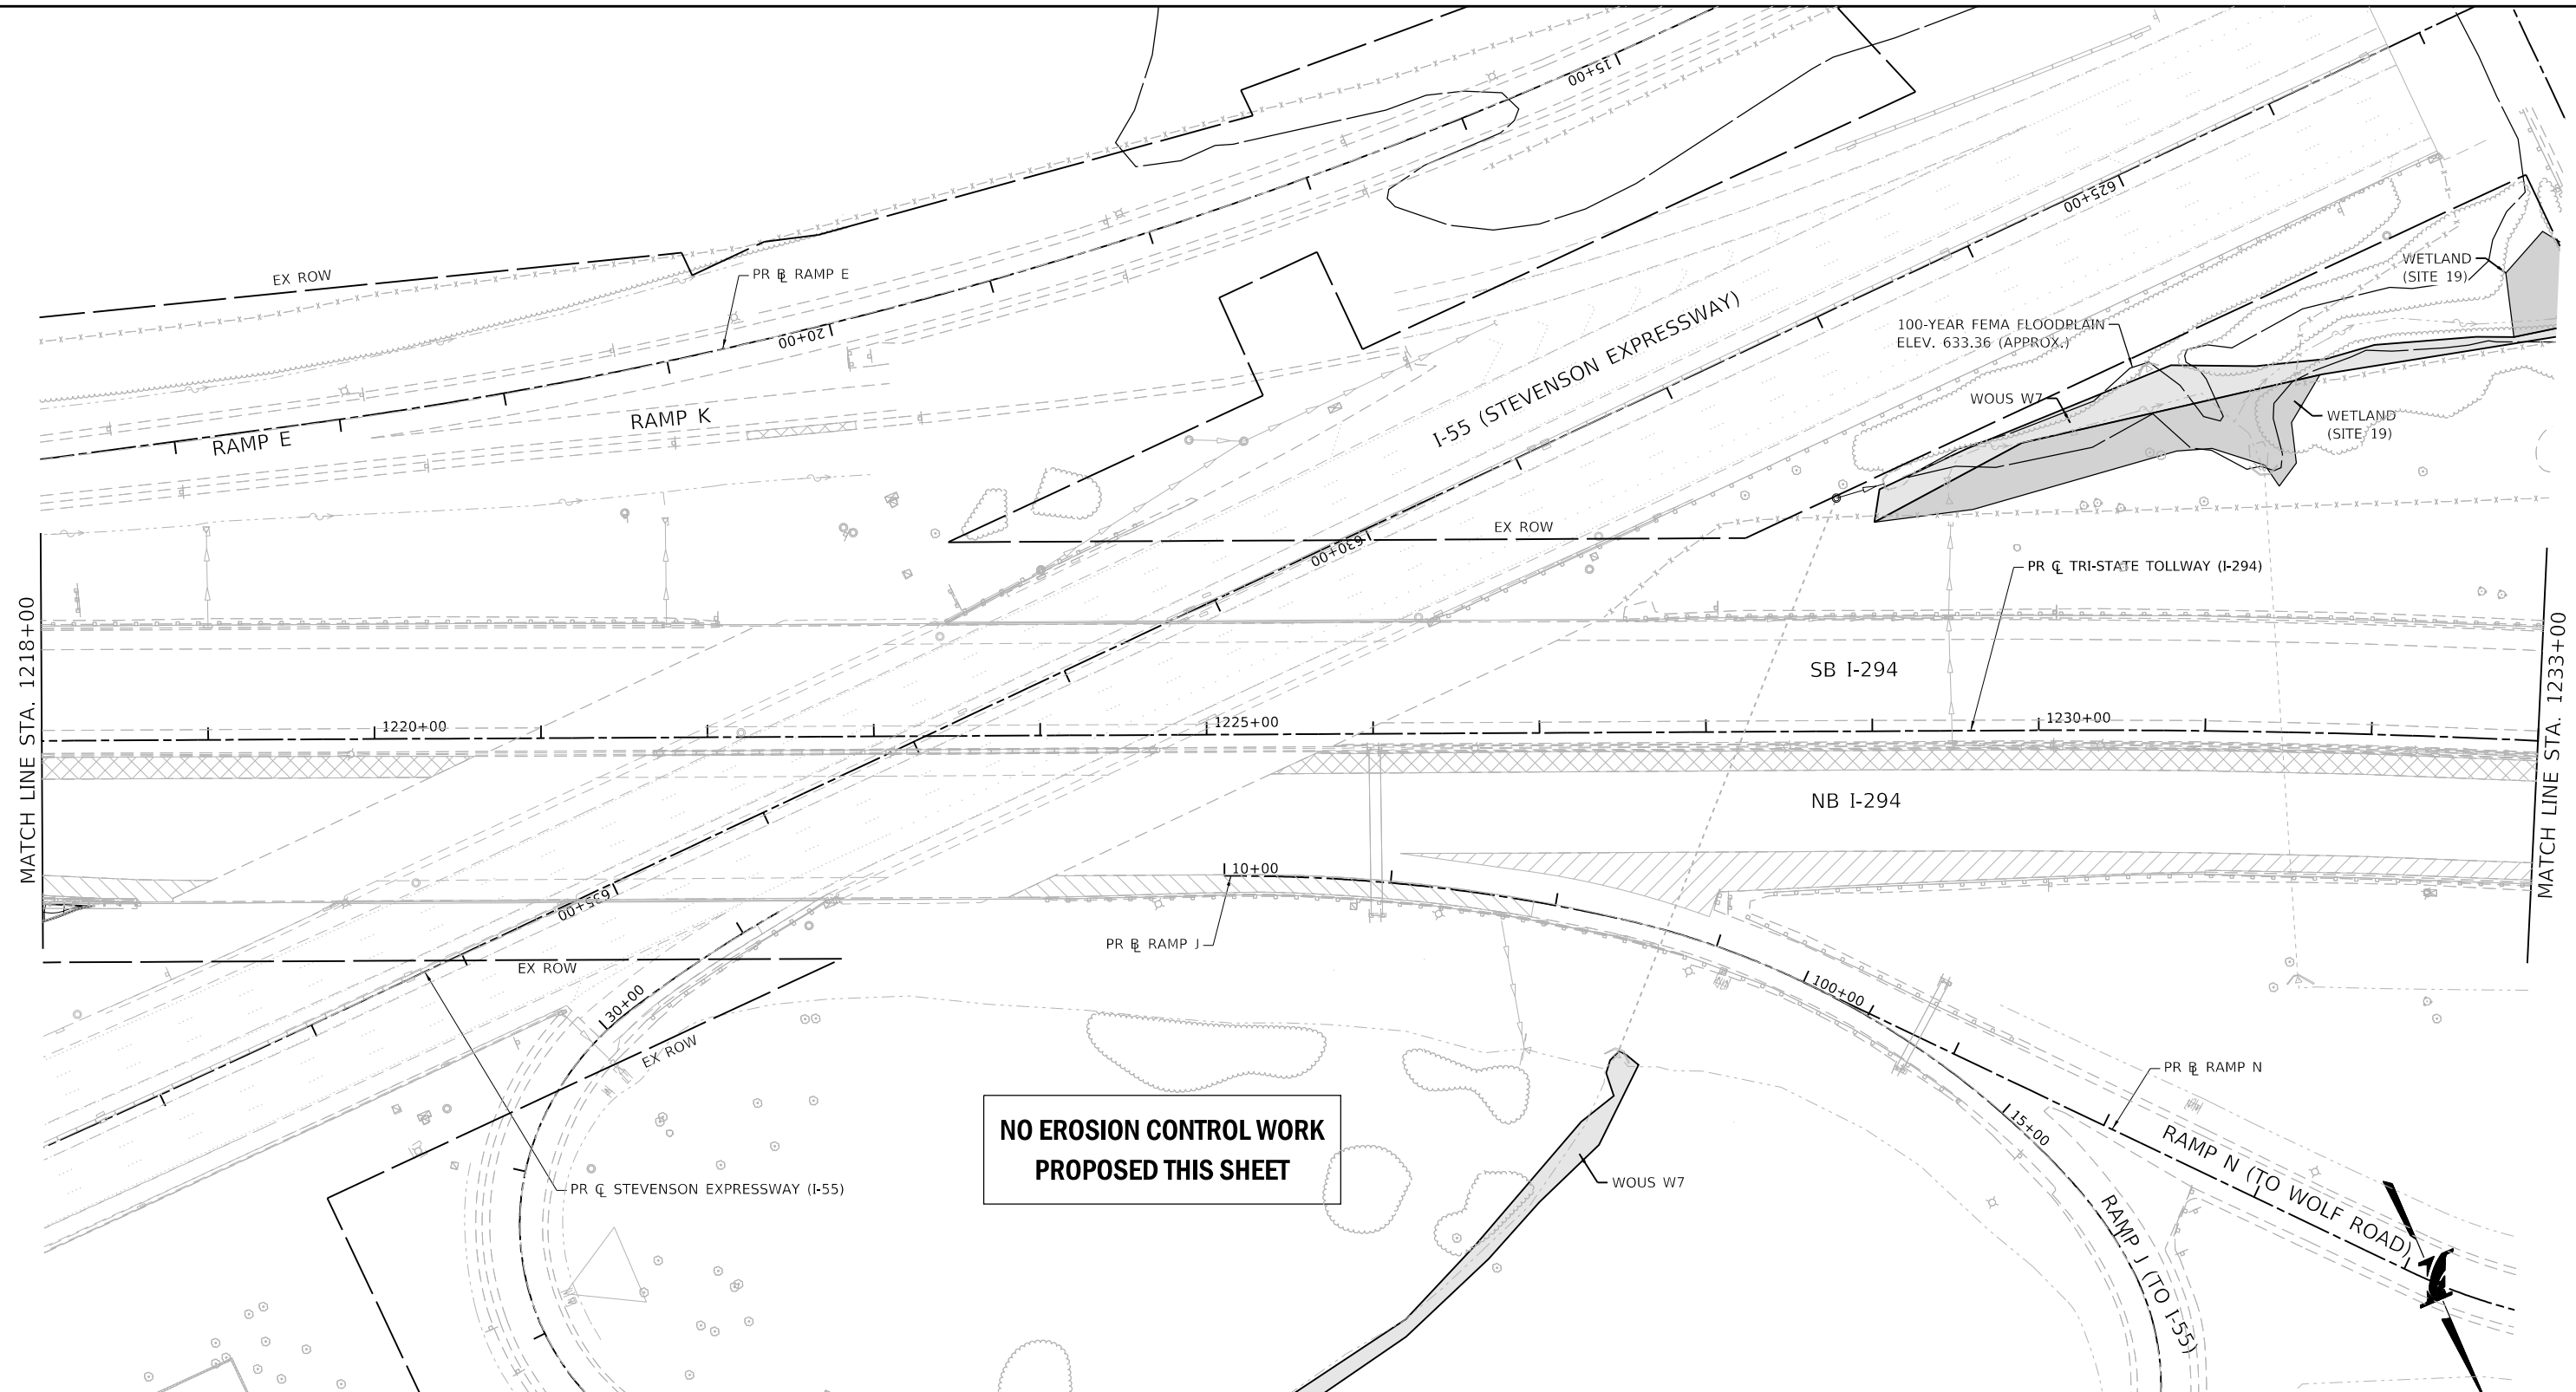 115+00
625+00
EX ROW
PR ℄ RAMP E
WETLAND
(SITE 19)
120+00
100-YEAR FEMA FLOODPLAIN
ELEV. 633.36 (APPROX.)
I-55 (STEVENSON EXPRESSWAY)
WOUS W7
RAMP K
RAMP E
WETLAND
(SITE 19)
EX ROW
630+00
PR ℄ TRI-STATE TOLLWAY (I-294)
MATCH LINE STA. 1218+00
MATCH LINE STA. 1233+00
SB I-294
1220+00
1225+00
1230+00
NB I-294
10+00
635+00
PR BL RAMP J
EX ROW
100+00
130+00
EX ROW
PR BL RAMP N
15+00
NO EROSION CONTROL WORK
PROPOSED THIS SHEET
RAMP N (TO WOLF ROAD)
PR ℄ STEVENSON EXPRESSWAY (I-55)
WOUS W7
RAMP J (TO I-55)